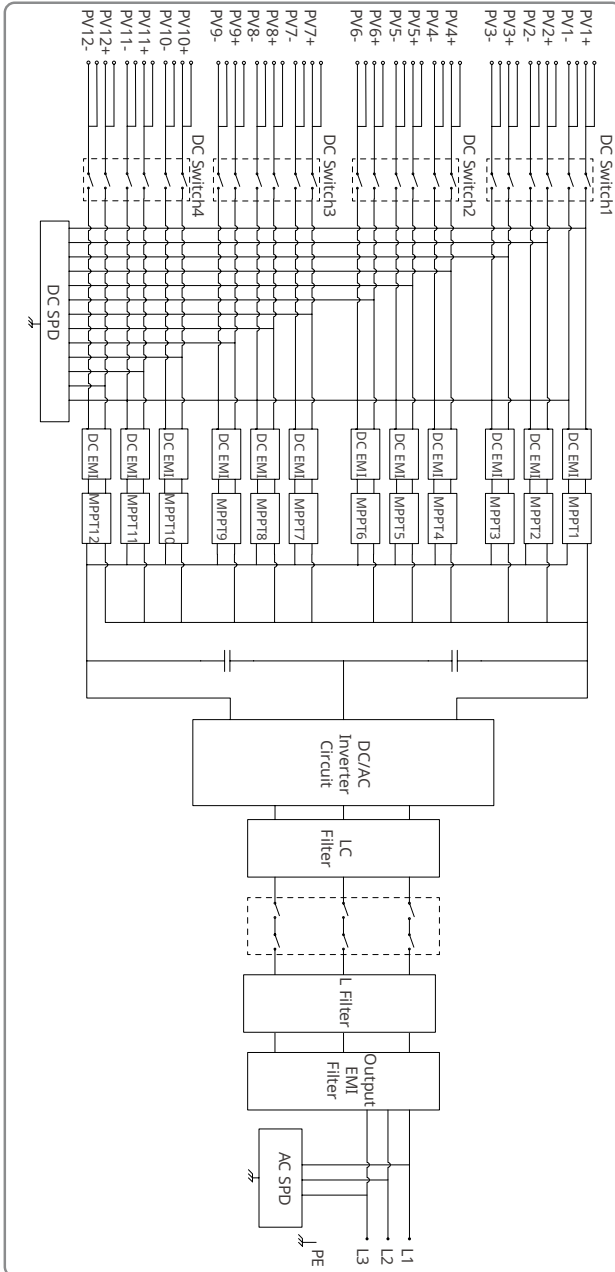 PV1+
PV1-
PV2+
PV2-
PV3+
PV3-
PV4+
PV4-
PV5+
PV5-
PV6+
PV6-
PV7+
PV7-
PV8+
PV8-
PV9+
PV9-
PV10+
PV10-
PV11+
PV11-
PV12+
PV12-
DC Switch1
DC Switch2
DC Switch3
DC Switch4
DC SPD
DC EMI
DC EMI
DC EMI
DC EMI
DC EMI
DC EMI
DC EMI
DC EMI
DC EMI
DC EMI
DC EMI
DC EMI
MPPT1
MPPT2
MPPT3
MPPT4
MPPT5
MPPT6
MPPT7
MPPT8
MPPT9
MPPT10
MPPT11
MPPT12
DC/AC
Inverter
Circuit
LC
Filter
L Filter
Output
EMI
Filter
AC SPD
L1
L2
L3
PE